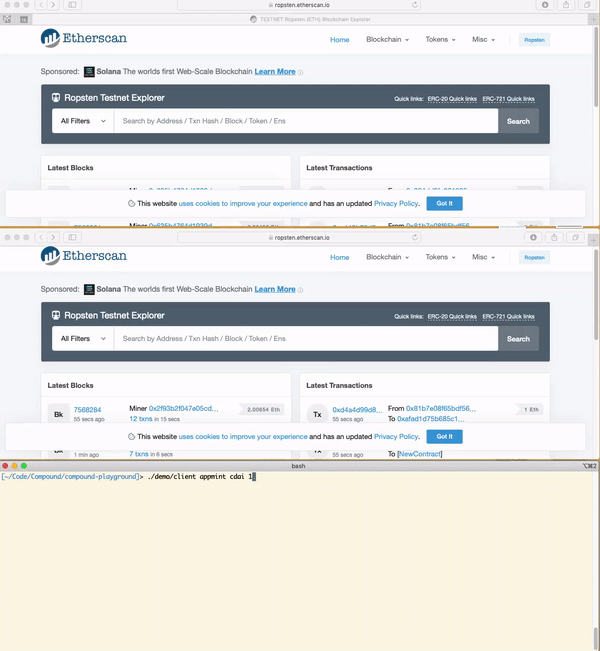 ropsten.etherscan.io
TESTNET Ropsten (ETH) Blockchain Explorer
Etherscan
Home Blockchain Tokens Misc Ropsten
Sponsored: Solana The worlds first Web-Scale Blockchain Learn More
Ropsten Testnet Explorer
Quick links: ERC-20 Quick links ERC-721 Quick links
All Filters Search by Address / Txn Hash / Block / Token / Ens Search
Latest Blocks
Latest Transactions
This website uses cookies to improve your experience and has an updated Privacy Policy. Got It
ropsten.etherscan.io
Etherscan
Home Blockchain Tokens Misc Ropsten
Sponsored: Solana The worlds first Web-Scale Blockchain Learn More
Ropsten Testnet Explorer
Quick links: ERC-20 Quick links ERC-721 Quick links
All Filters Search by Address / Txn Hash / Block / Token / Ens Search
Latest Blocks
Bk 7568284 Miner 0x2f93b2f047e05cd... 2.00654 Eth
55 secs ago 12 txns in 15 secs
Latest Transactions
Tx 0xd4a4d99d8... From 0x81b7e08f65bdf56... 1 Eth
55 secs ago To 0xafad1d75b685c1...
This website uses cookies to improve your experience and has an updated Privacy Policy. Got It
Bk 1 min ago 7 txns in 6 secs
Tx 55 secs ago To [NewContract]
bash ⌥⌘2
[~/Code/Compound/compound-playground]> ./demo/client appmint cdai 1